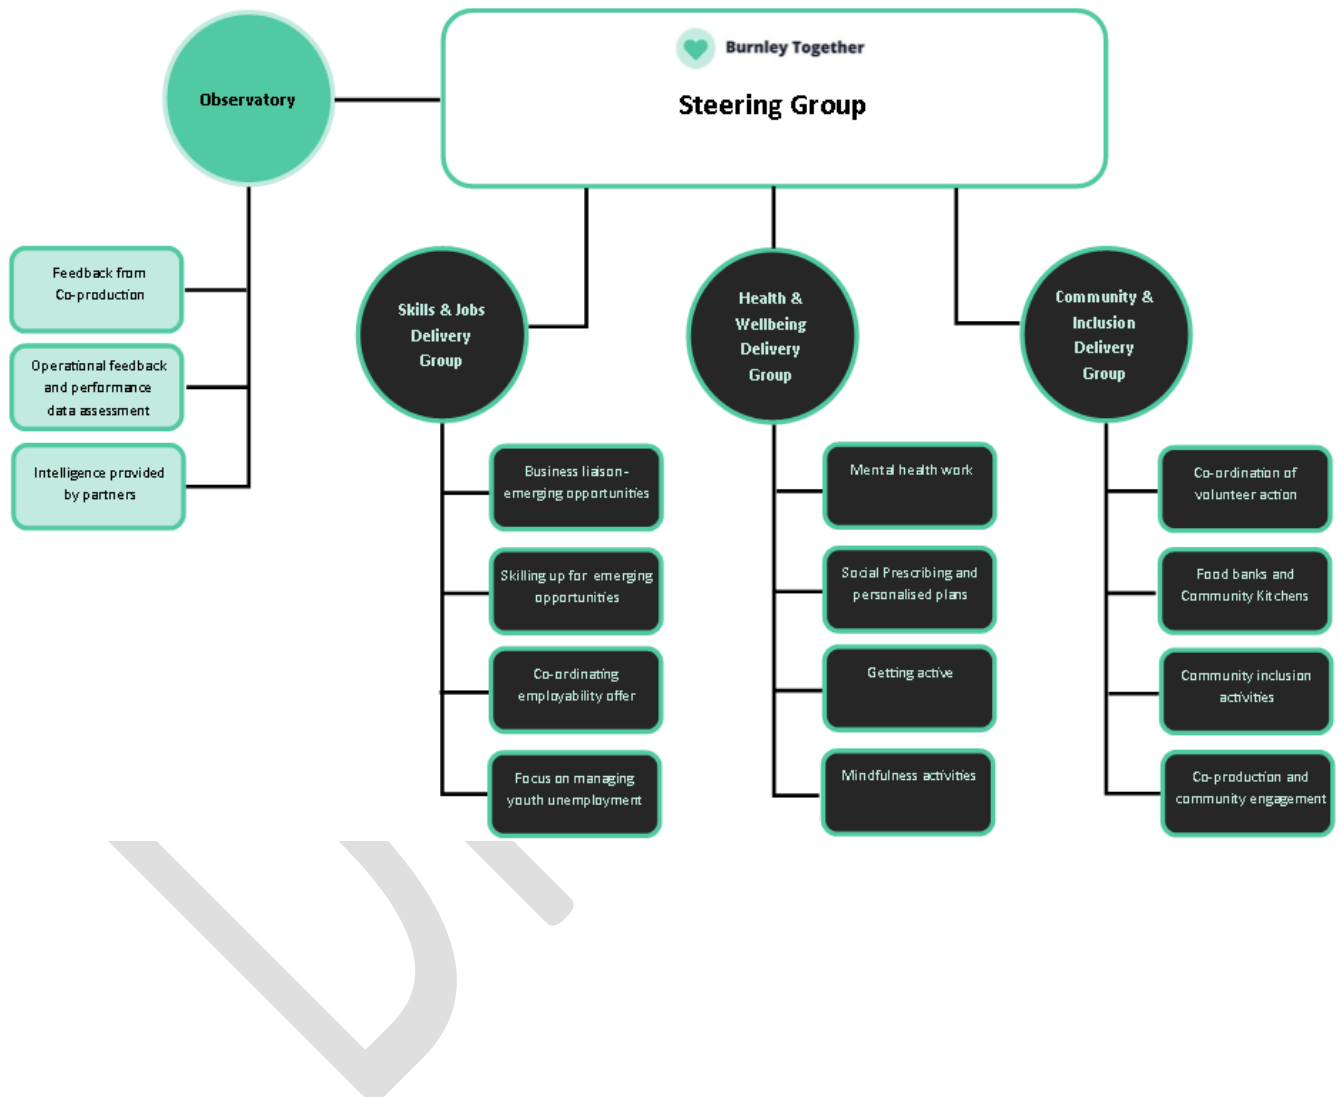 Burnley Together
Steering Group
Observatory
Feedback from
Co-production
Operational feedback
and performance
data assessment
Intelligence provided
by partners
Skills & Jobs
Delivery
Group
Business liaison-
emerging opportunities
Skilling up for emerging
opportunities
Co-ordinating
employability offer
Focus on managing
youth unemployment
Health &
Wellbeing
Delivery
Group
Mental health work
Social Prescribing and
personalised plans
Getting active
Mindfulness activities
Community &
Inclusion
Delivery
Group
Co-ordination of
volunteer action
Food banks and
Community Kitchens
Community inclusion
activities
Co-production and
community engagement